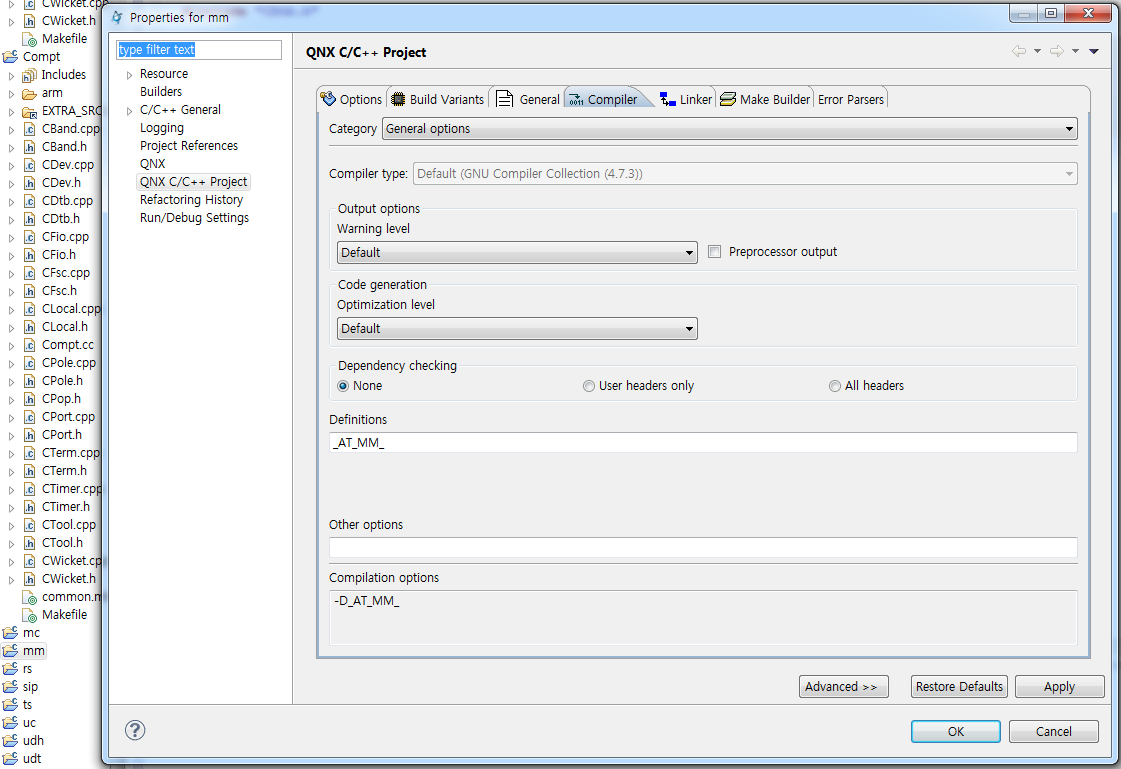 CWicket.cpp
CWicket.h
Makefile
Compt
Includes
arm
EXTRA_SRC
CBand.cpp
CBand.h
CDev.cpp
CDev.h
CDtb.cpp
CDtb.h
CFio.cpp
CFio.h
CFsc.cpp
CFsc.h
CLocal.cpp
CLocal.h
Compt.cc
CPole.cpp
CPole.h
CPop.h
CPort.cpp
CPort.h
CTerm.cpp
CTerm.h
CTimer.cpp
CTimer.h
CTool.cpp
CTool.h
CWicket.cp
CWicket.h
common.m
Makefile
mc
mm
rs
sip
ts
uc
udh
udt
Properties for mm
type filter text
Resource
Builders
C/C++ General
Logging
Project References
QNX
QNX C/C++ Project
Refactoring History
Run/Debug Settings
QNX C/C++ Project
Options Build Variants General Compiler Linker Make Builder Error Parsers
Category General options
Compiler type: Default (GNU Compiler Collection (4.7.3))
Output options
Warning level
Default Preprocessor output
Code generation
Optimization level
Default
Dependency checking
None User headers only All headers
Definitions
_AT_MM_
Other options
Compilation options
-D_AT_MM_
Advanced >> Restore Defaults Apply
? OK Cancel